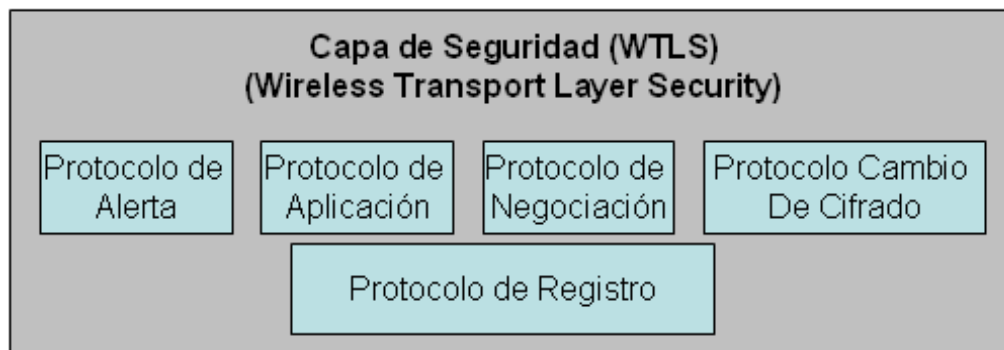 Capa de Seguridad (WTLS)
(Wireless Transport Layer Security)
Protocolo de
Alerta
Protocolo de
Aplicación
Protocolo de
Negociación
Protocolo Cambio
De Cifrado
Protocolo de Registro